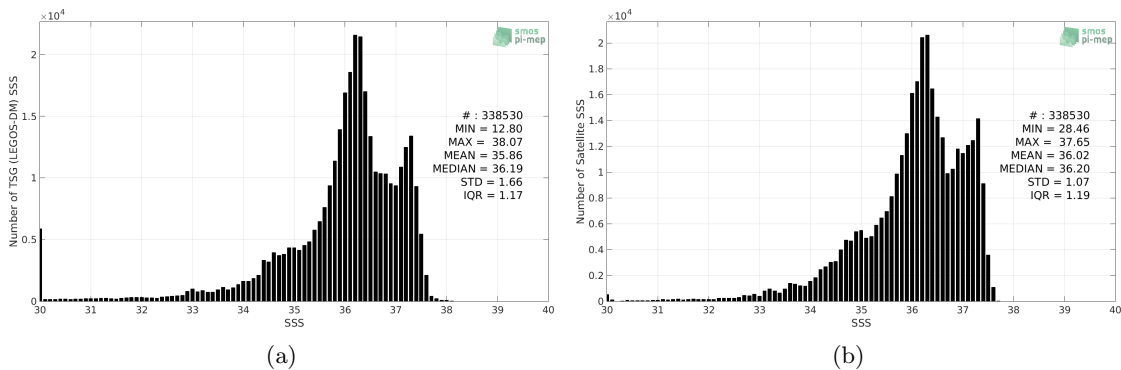 ×10⁴
smos
pi-mep
Number of TSG (LEGOS-DM) SSS
2
1.5
1
0.5
0
# : 338530
MIN = 12.80
MAX = 38.07
MEAN = 35.86
MEDIAN = 36.19
STD = 1.66
IQR = 1.17
30 31 32 33 34 35 36 37 38 39 40
SSS
(a)
×10⁴
smos
pi-mep
Number of Satellite SSS
2
1.8
1.6
1.4
1.2
1
0.8
0.6
0.4
0.2
0
# : 338530
MIN = 28.46
MAX = 37.65
MEAN = 36.02
MEDIAN = 36.20
STD = 1.07
IQR = 1.19
30 31 32 33 34 35 36 37 38 39 40
SSS
(b)